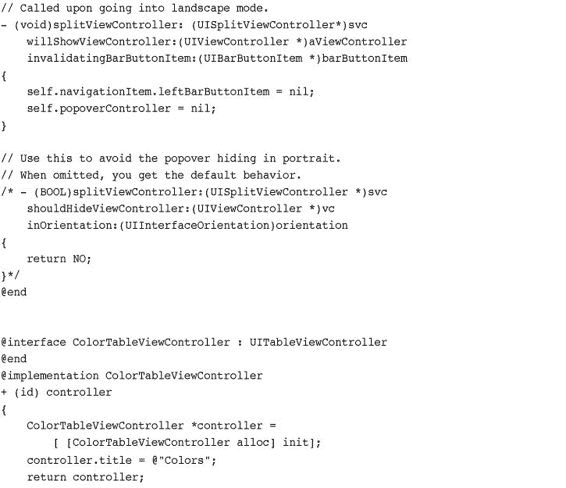 // Called upon going into landscape mode.
- (void)splitViewController: (UISplitViewController*)svc
    willShowViewController:(UIViewController *)aViewController
    invalidatingBarButtonItem:(UIBarButtonItem *)barButtonItem
{
    self.navigationItem.leftBarButtonItem = nil;
    self.popoverController = nil;
}

// Use this to avoid the popover hiding in portrait.
// When omitted, you get the default behavior.
/* - (BOOL)splitViewController:(UISplitViewController *)svc
    shouldHideViewController:(UIViewController *)vc
    inOrientation:(UIInterfaceOrientation)orientation
{
    return NO;
}*/
@end

@interface ColorTableViewController : UITableViewController
@end
@implementation ColorTableViewController
+ (id) controller
{
    ColorTableViewController *controller =
        [ [ColorTableViewController alloc] init];
    controller.title = @"Colors";
    return controller;